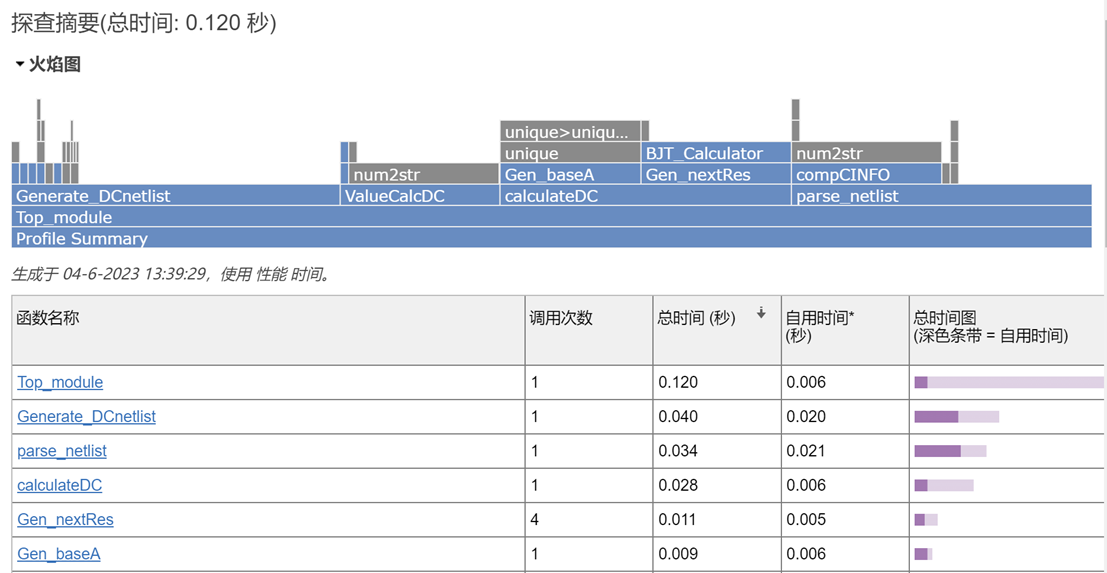 探查摘要(总时间: 0.120 秒)
火焰图
unique>uniqu...
unique
BJT_Calculator
num2str
num2str
Gen_baseA
Gen_nextRes
compCINFO
Generate_DCnetlist
ValueCalcDC
calculateDC
parse_netlist
Top_module
Profile Summary
生成于 04-6-2023 13:39:29，使用 性能 时间。
函数名称 调用次数 总时间 (秒) 自用时间* (秒) 总时间图 (深色条带 = 自用时间)
Top_module 1 0.120 0.006
Generate_DCnetlist 1 0.040 0.020
parse_netlist 1 0.034 0.021
calculateDC 1 0.028 0.006
Gen_nextRes 4 0.011 0.005
Gen_baseA 1 0.009 0.006